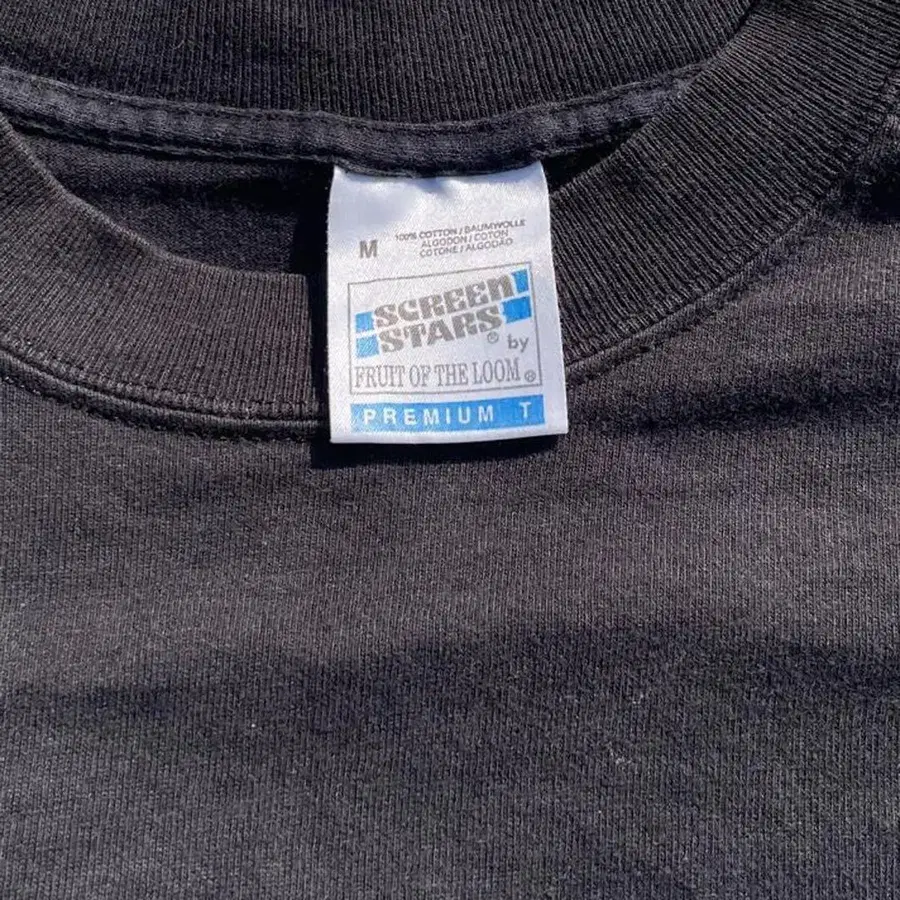 M
100% COTTON / BAUMWOLLE
ALGODON / COTON
COTONE / ALGODÃO
SCREEN
STARS® by
FRUIT OF THE LOOM®
PREMIUM T